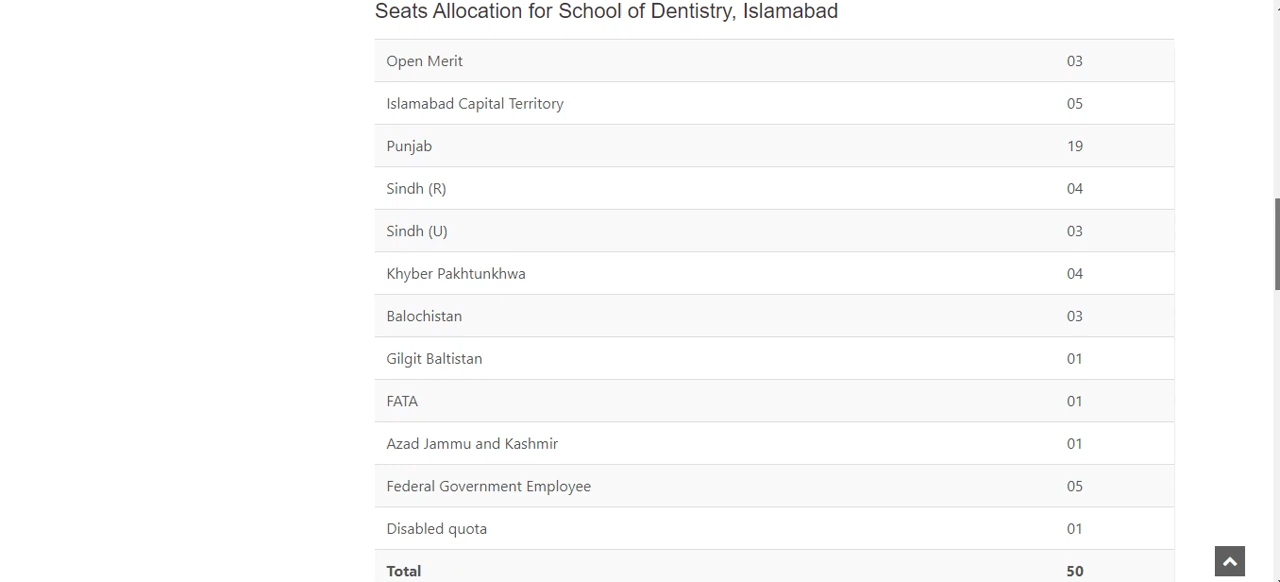 Seats Allocation for School of Dentistry, Islamabad
Open Merit 03
Islamabad Capital Territory 05
Punjab 19
Sindh (R) 04
Sindh (U) 03
Khyber Pakhtunkhwa 04
Balochistan 03
Gilgit Baltistan 01
FATA 01
Azad Jammu and Kashmir 01
Federal Government Employee 05
Disabled quota 01
Total 50